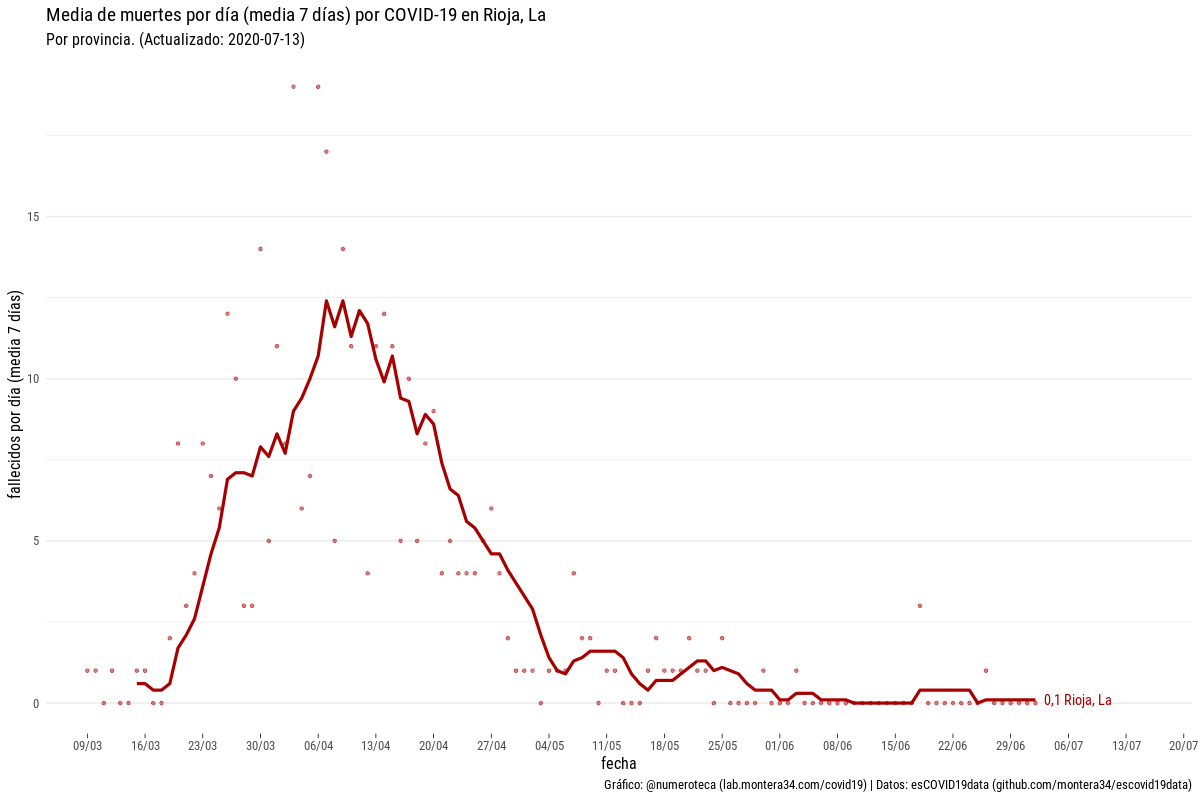 Media de muertes por día (media 7 días) por COVID-19 en Rioja, La
Por provincia. (Actualizado: 2020-07-13)
fallecidos por día (media 7 días)
15
10
5
0
0,1 Rioja, La
09/03 16/03 23/03 30/03 06/04 13/04 20/04 27/04 04/05 11/05 18/05 25/05 01/06 08/06 15/06 22/06 29/06 06/07 13/07 20/07
fecha
Gráfico: @numeroteca (lab.montera34.com/covid19) | Datos: esCOVID19data (github.com/montera34/escovid19data)